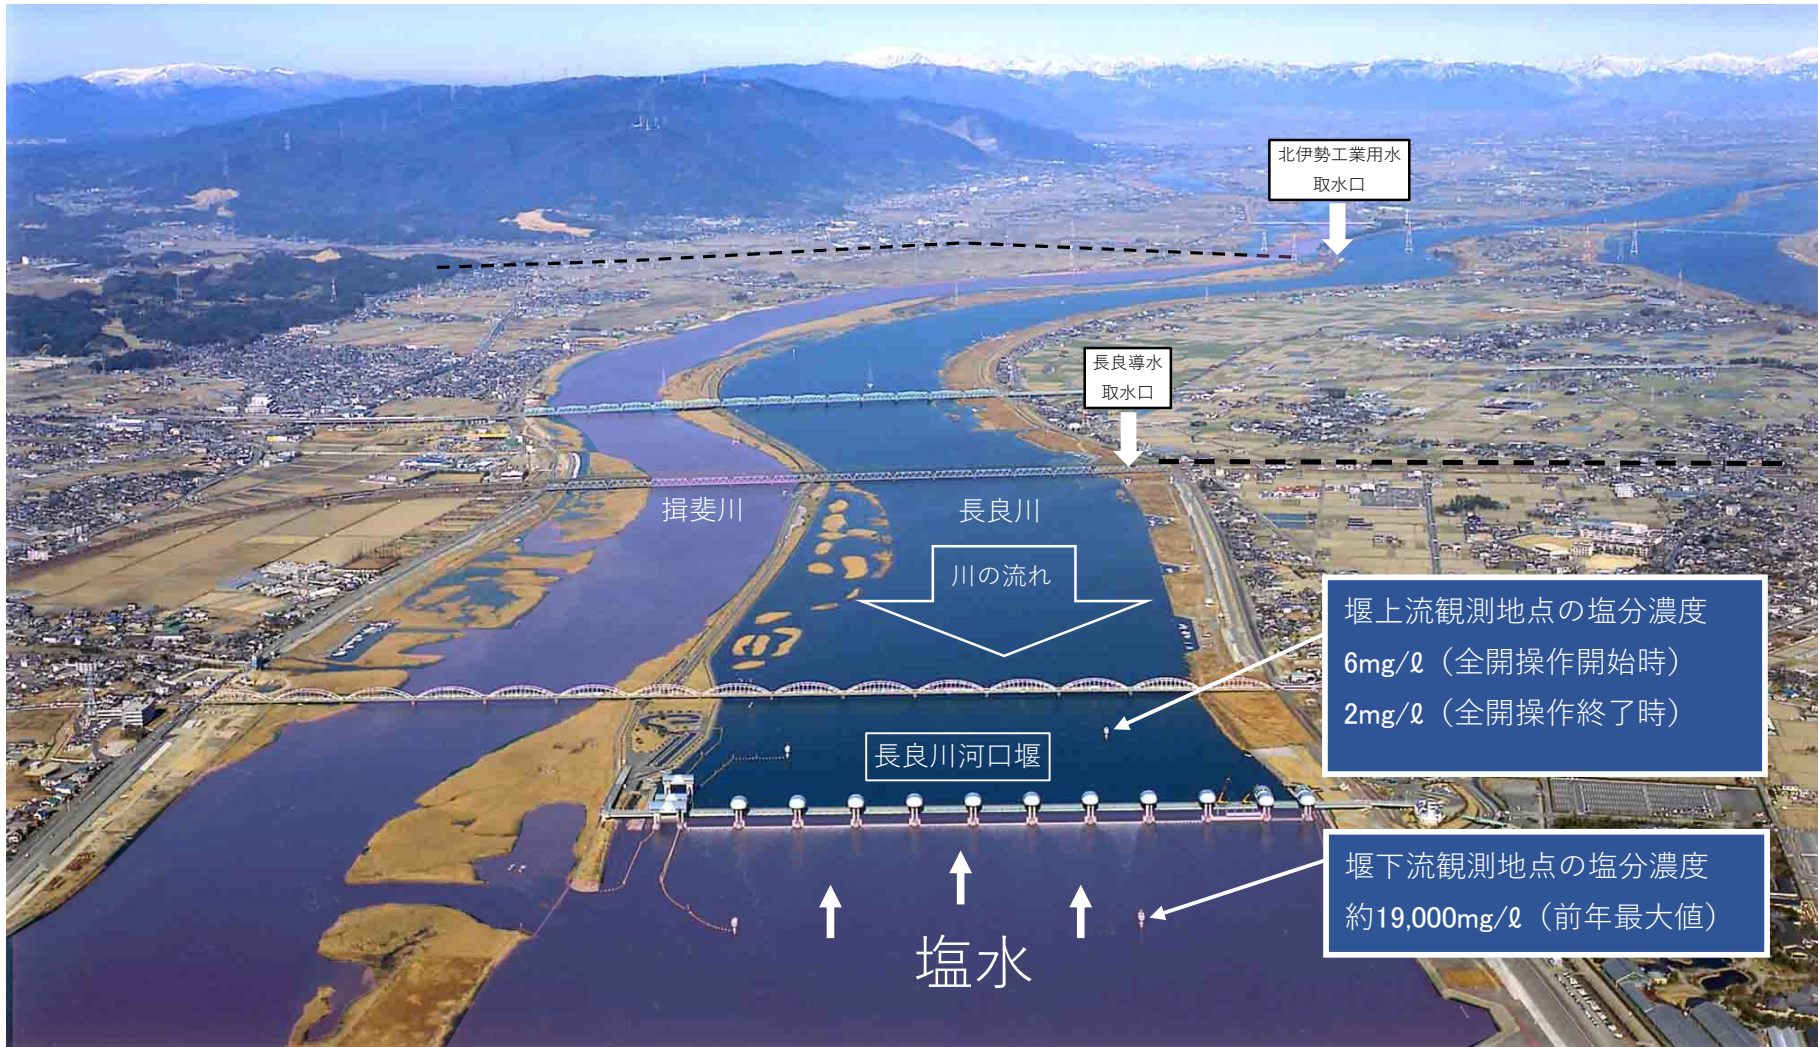 北伊勢工業用水
取水口
長良導水
取水口
揖斐川
長良川
川の流れ
堰上流観測地点の塩分濃度
6mg/ℓ（全開操作開始時）
2mg/ℓ（全開操作終了時）
長良川河口堰
堰下流観測地点の塩分濃度
約19,000mg/ℓ（前年最大値）
塩水